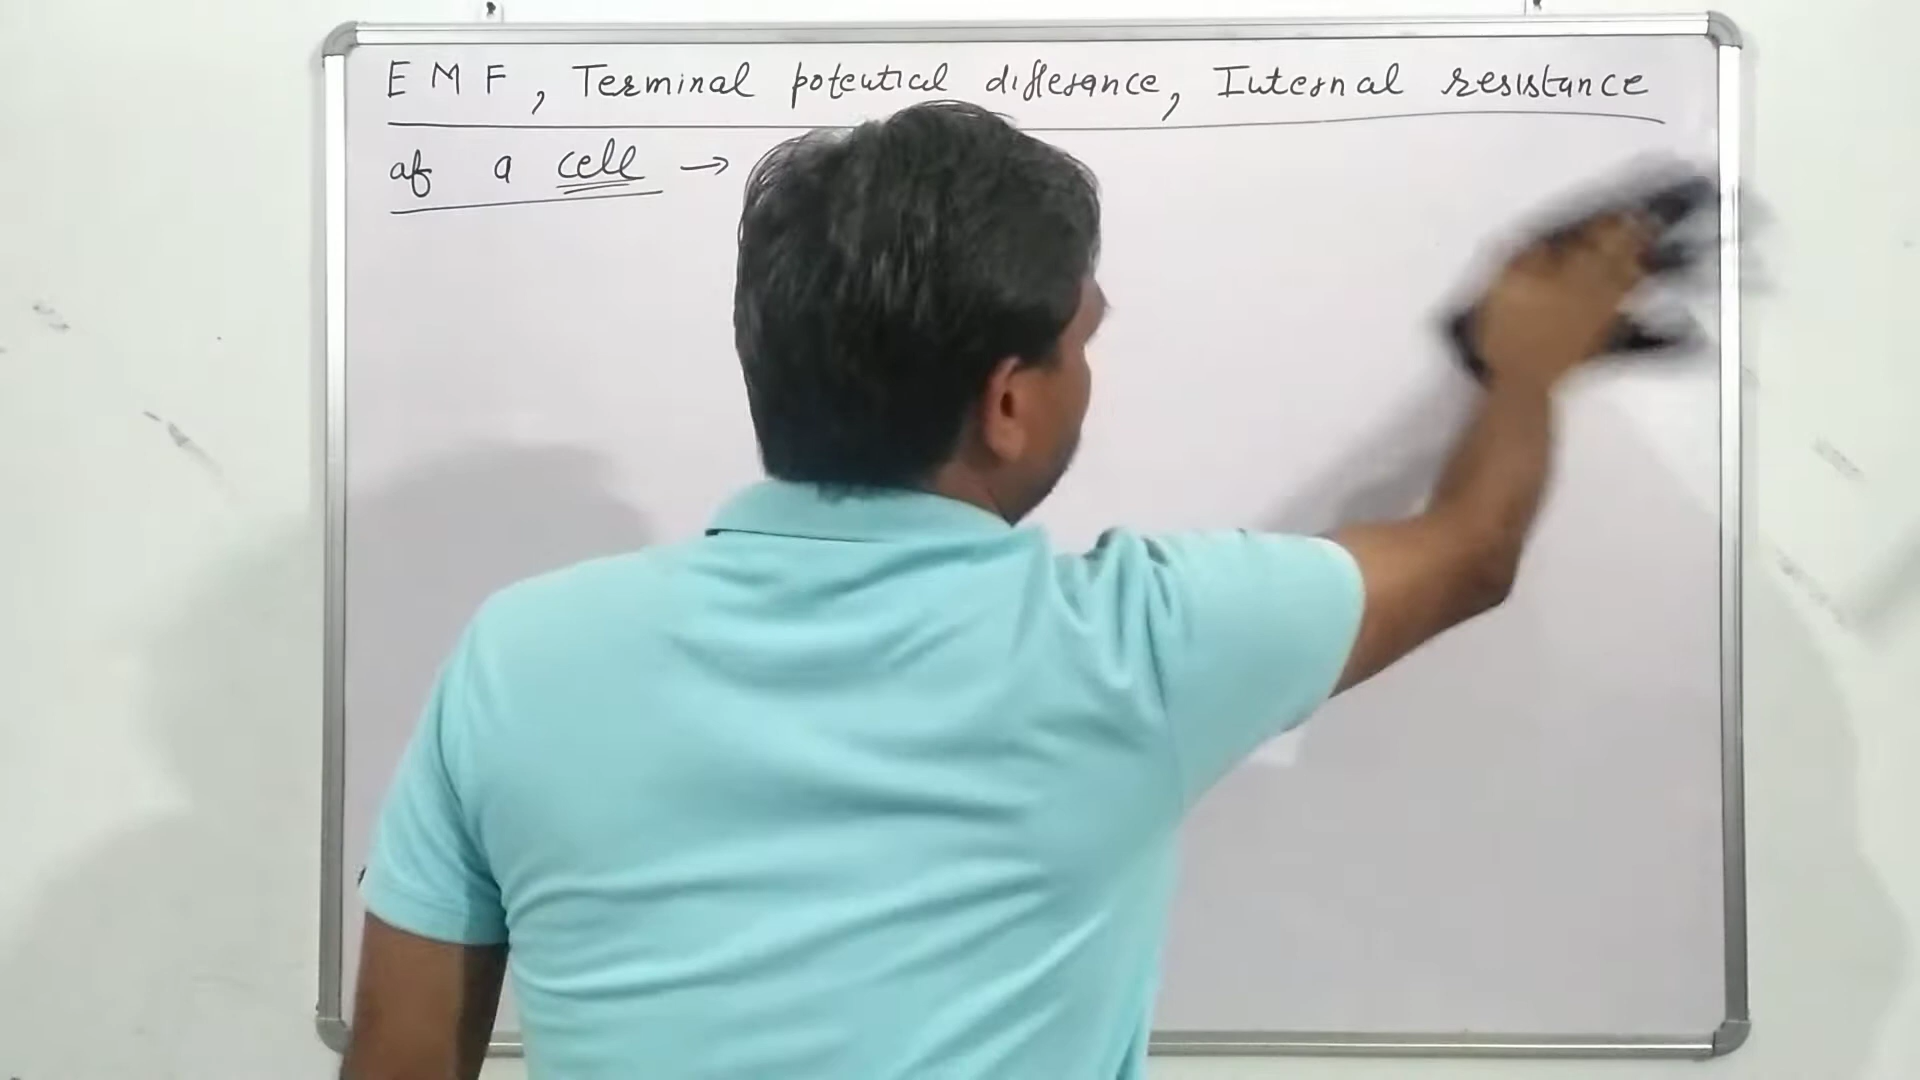 EMF, Terminal potential difference, Internal resistance
of a cell →